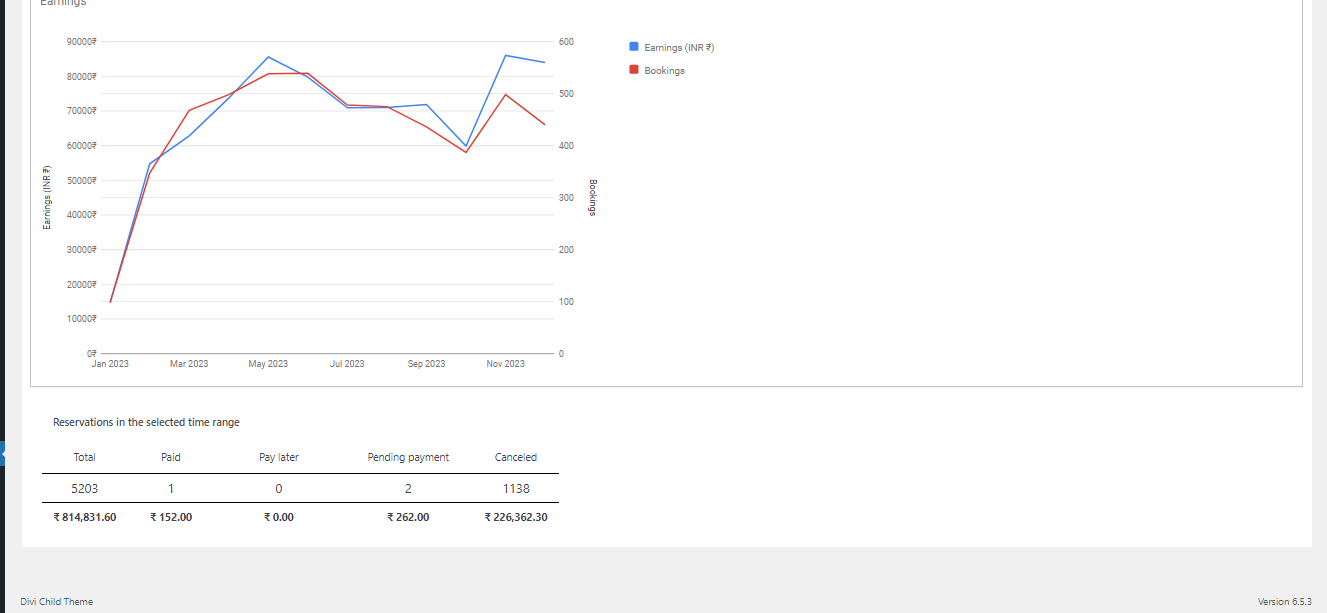 Earnings
90000₹ 600
80000₹
500
70000₹
60000₹ 400
50000₹
300
40000₹
30000₹ 200
20000₹
100
10000₹
0₹ 0
Earnings (INR ₹)
Bookings
Jan 2023 Mar 2023 May 2023 Jul 2023 Sep 2023 Nov 2023
Earnings (INR ₹)
Bookings
Reservations in the selected time range
Total Paid Pay later Pending payment Canceled
5203 1 0 2 1138
₹ 814,831.60 ₹ 152.00 ₹ 0.00 ₹ 262.00 ₹ 226,362.30
Divi Child Theme Version 6.5.3